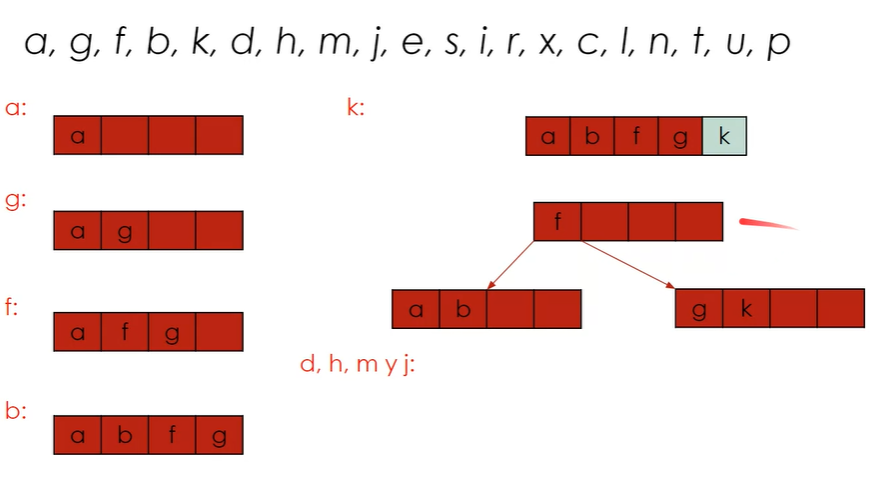 a, g, f, b, k, d, h, m, j, e, s, i, r, x, c, l, n, t, u, p
a:
a
g:
a g
f:
a f g
b:
a b f g
k:
a b f g k
f
a b
g k
d, h, m y j: